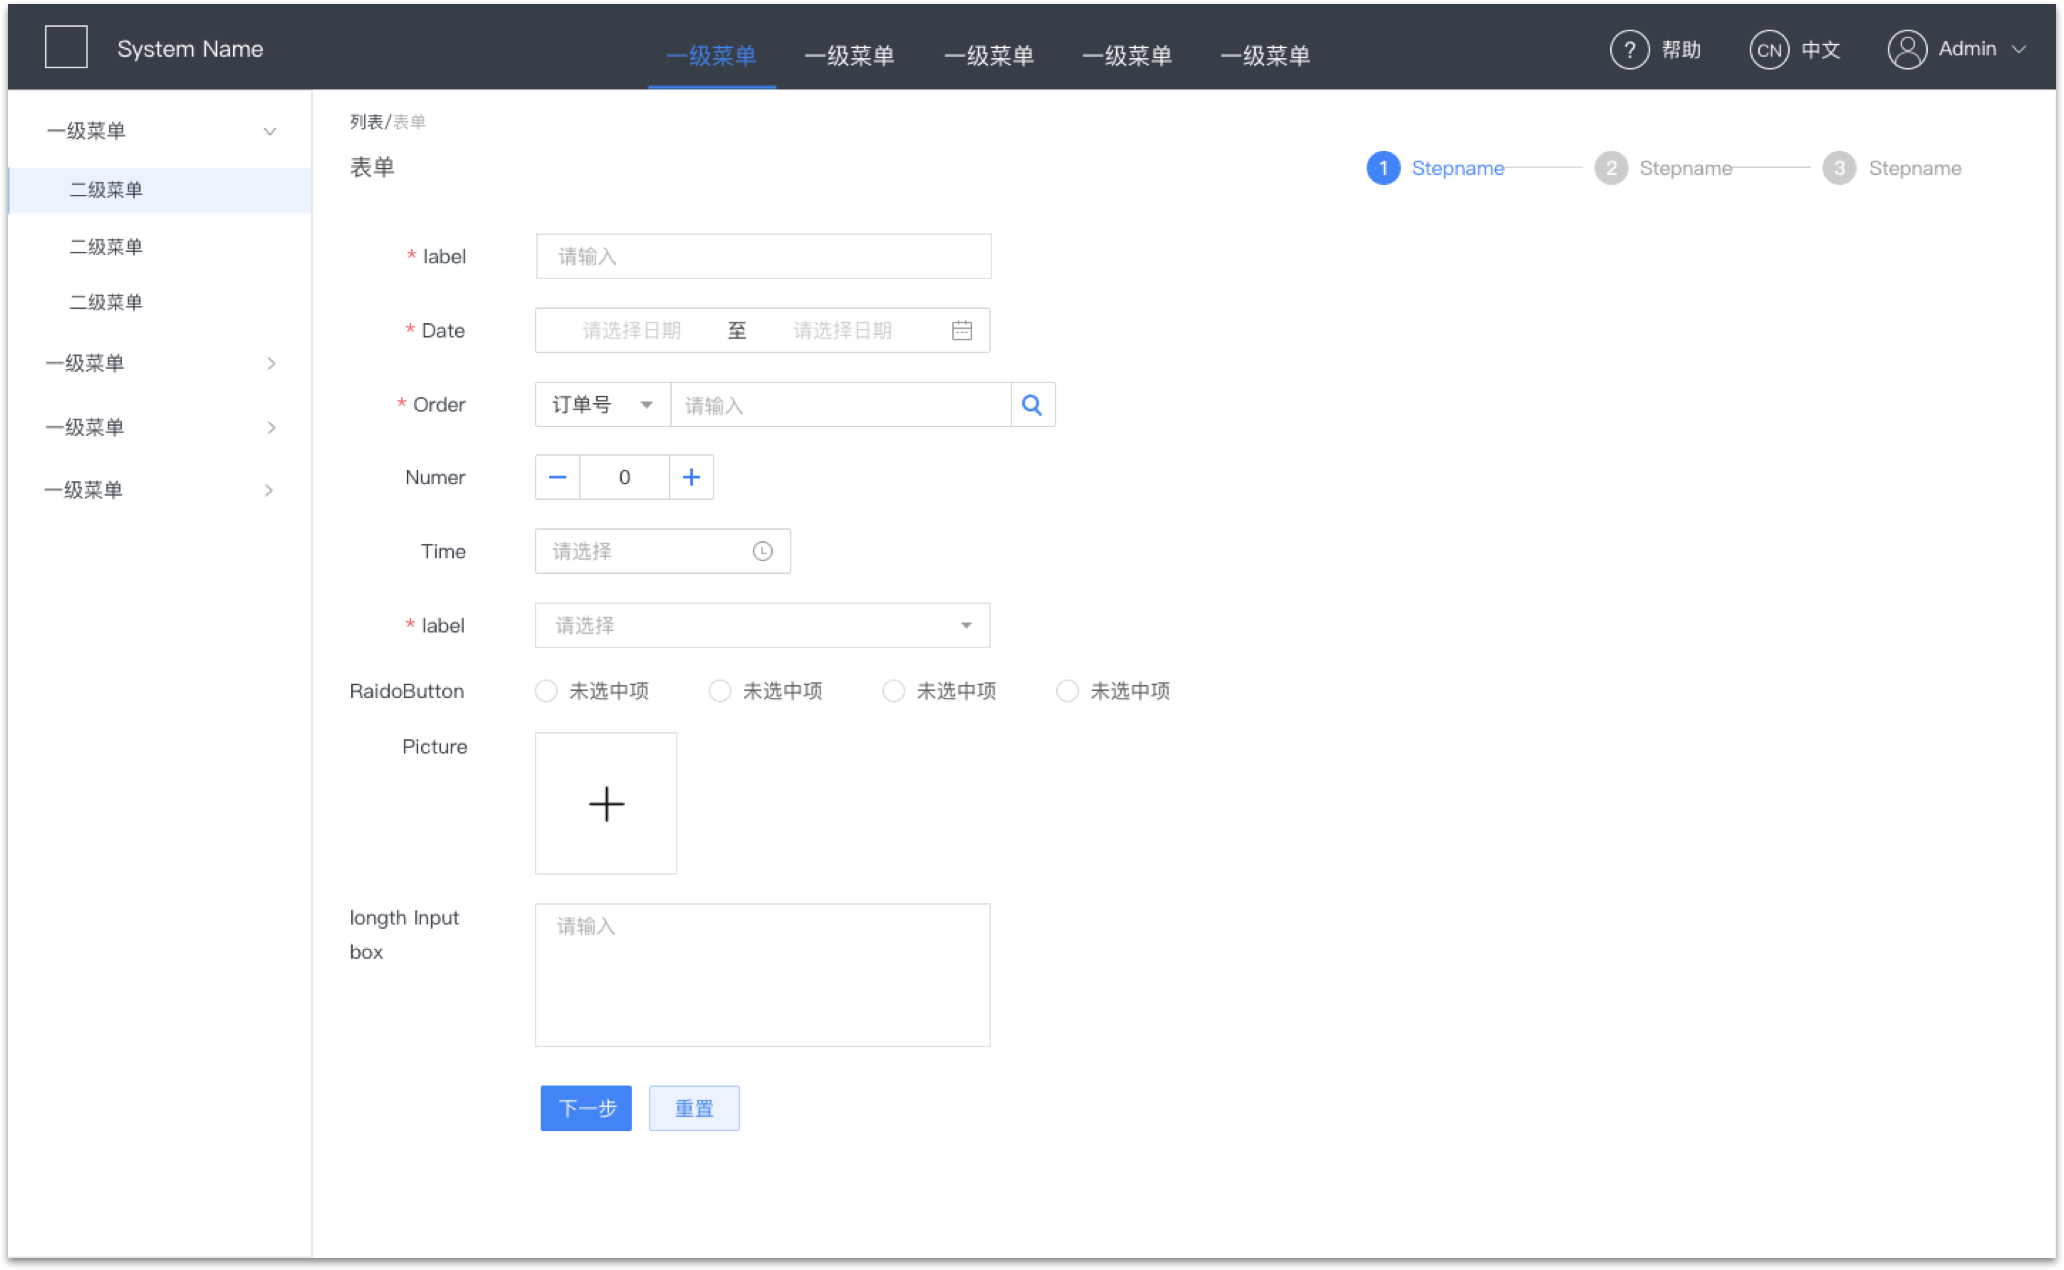 System Name
一级菜单 一级菜单 一级菜单 一级菜单 一级菜单
? 帮助 CN 中文 Admin
一级菜单
二级菜单
二级菜单
二级菜单
一级菜单
一级菜单
一级菜单
列表/表单
表单
1 Stepname 2 Stepname 3 Stepname
* label 请输入
* Date 请选择日期 至 请选择日期
* Order 订单号 请输入
Numer 0
Time 请选择
* label 请选择
RaidoButton 未选中项 未选中项 未选中项 未选中项
Picture
longth Input
box
请输入
下一步 重置